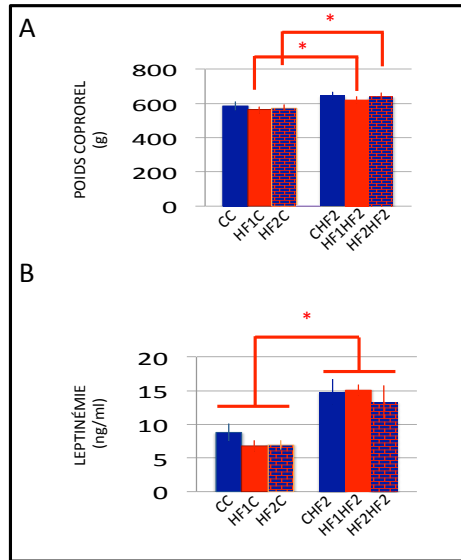 A
*
*
POIDS COPROREL
(g)
800
600
400
200
0
CC
HF1C
HF2C
CHF2
HF1HF2
HF2HF2
B
*
LEPTINÉMIE
(ng/ml)
20
15
10
5
0
CC
HF1C
HF2C
CHF2
HF1HF2
HF2HF2